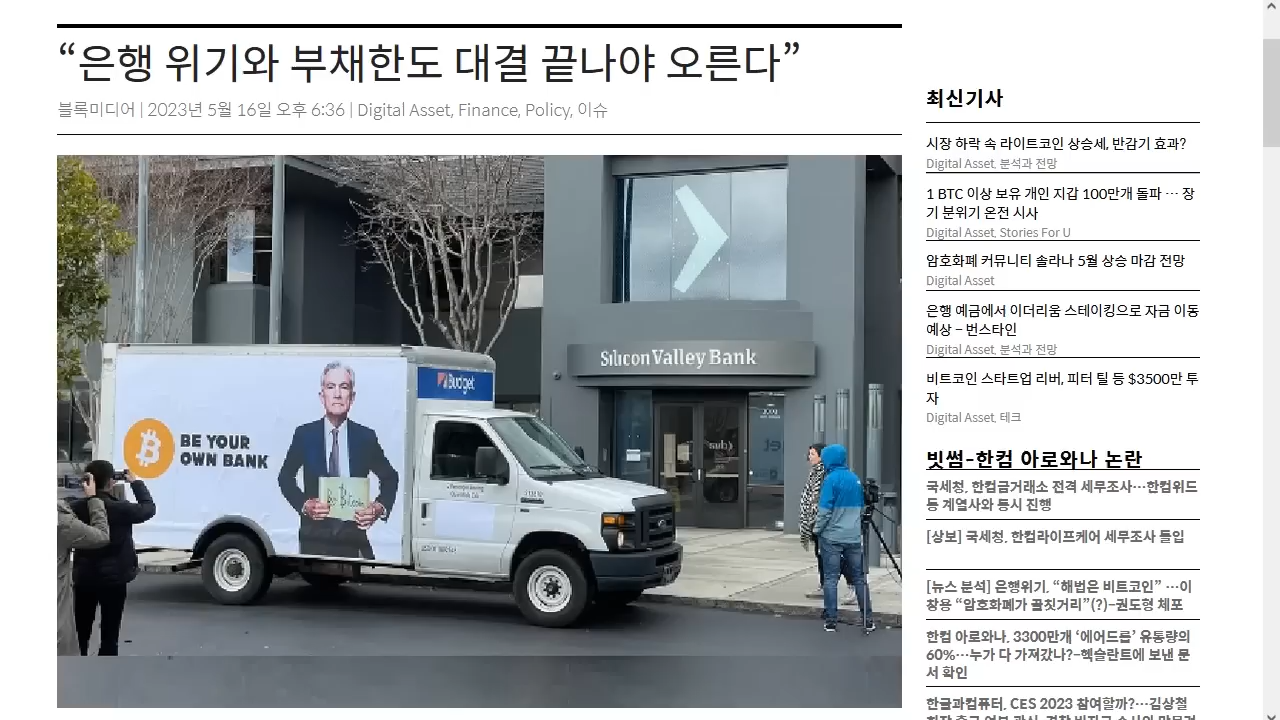 “은행 위기와 부채한도 대결 끝나야 오른다”
블록미디어 | 2023년 5월 16일 오후 6:36 | Digital Asset, Finance, Policy, 이슈
Silicon Valley Bank
Budget
BE YOUR
OWN BANK
최신기사
시장 하락 속 라이트코인 상승세, 반감기 효과?
Digital Asset, 분석과 전망
1 BTC 이상 보유 개인 지갑 100만개 돌파 … 장
기 분위기 온전 시사
Digital Asset, Stories For U
암호화폐 커뮤니티 솔라나 5월 상승 마감 전망
Digital Asset
은행 예금에서 이더리움 스테이킹으로 자금 이동
예상 – 번스타인
Digital Asset, 분석과 전망
비트코인 스타트업 리버, 피터 틸 등 $3500만 투
자
Digital Asset, 테크
빗썸-한컴 아로와나 논란
국세청, 한컴금거래소 전격 세무조사…한컴위드
등 계열사와 동시 진행
[상보] 국세청, 한컴라이프케어 세무조사 돌입
[뉴스 분석] 은행위기, “해법은 비트코인” …이
창용 “암호화폐가 골칫거리”(?)-권도형 체포
한컴 아로와나, 3300만개 ‘에어드롭’ 유통량의
60%…누가 다 가져갔나?-헥슬란트에 보낸 문
서 확인
한글과컴퓨터, CES 2023 참여할까?…김상철